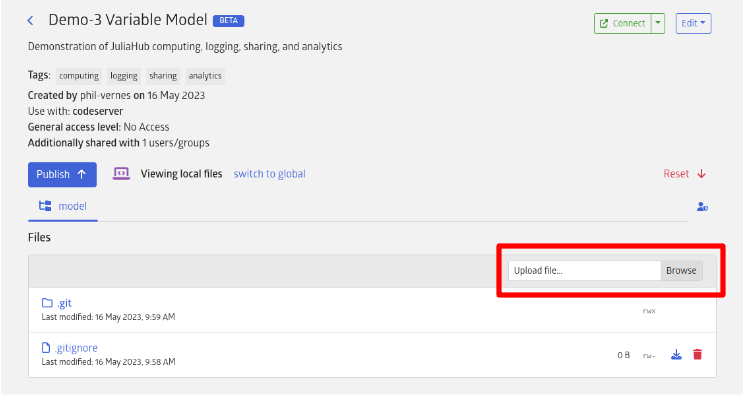 Demo-3 Variable Model BETA
Connect
Edit
Demonstration of JuliaHub computing, logging, sharing, and analytics
Tags: computing logging sharing analytics
Created by phil-vernes on 16 May 2023
Use with: codeserver
General access level: No Access
Additionally shared with 1 users/groups
Publish
Viewing local files switch to global
Reset
model
Files
Upload file... Browse
.git
Last modified: 16 May 2023, 9:59 AM
rwx
.gitignore
Last modified: 16 May 2023, 9:58 AM
0 B rw-